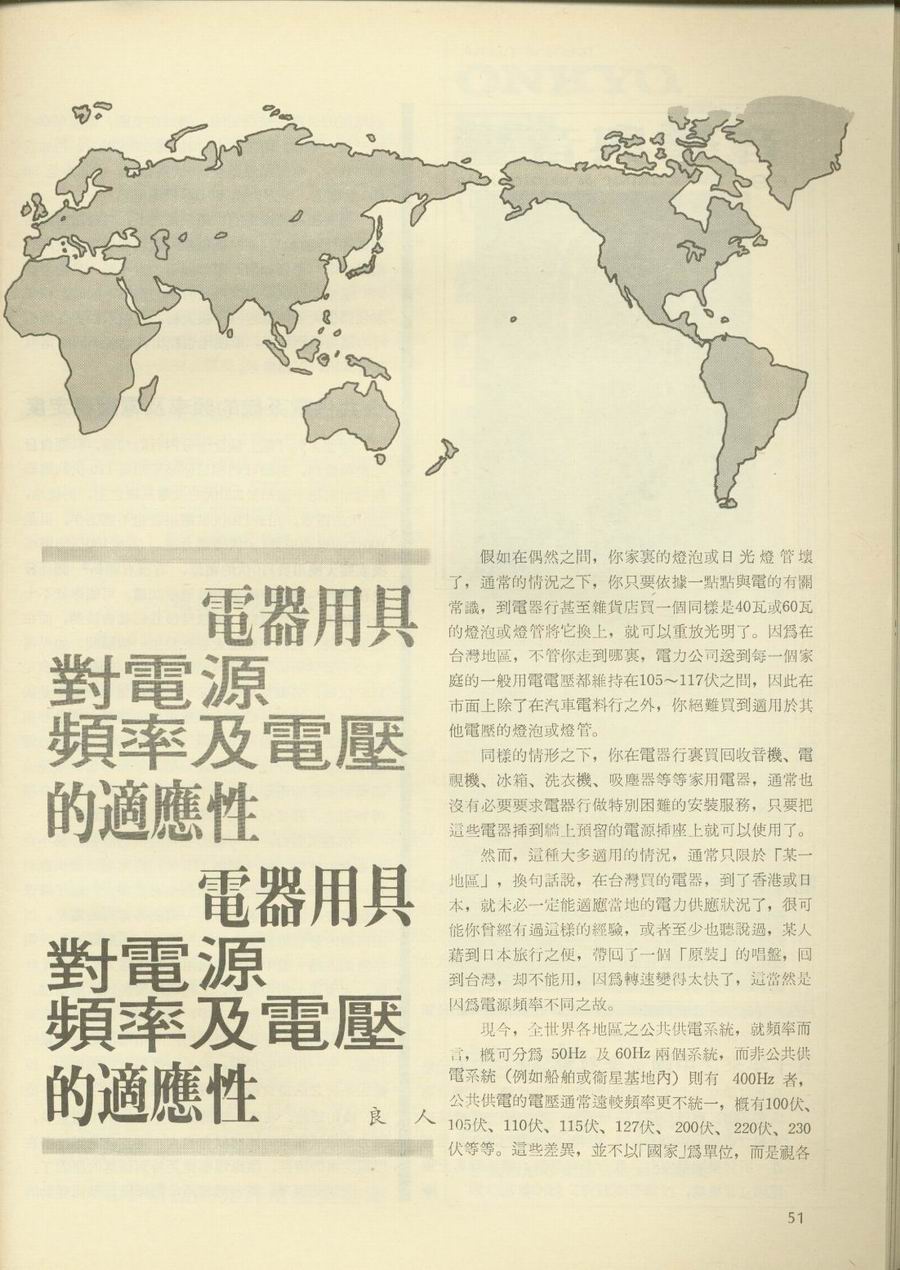 電器用具
對電源
頻率及電壓
的適應性
電器用具
對電源
頻率及電壓
的適應性
良 人
假如在偶然之間，你家裏的燈泡或日光燈管壞
了，通常的情況之下，你只要依據一點點與電的有關
常識，到電器行甚至雜貨店買一個同樣是40瓦或60瓦
的燈泡或燈管將它換上，就可以重放光明了。因爲在
台灣地區，不管你走到哪裏，電力公司送到每一個家
庭的一般用電電壓都維持在105～117伏之間，因此在
市面上除了在汽車電料行之外，你絕難買到適用於其
他電壓的燈泡或燈管。
同樣的情形之下，你在電器行裏買回收音機、電
視機、冰箱、洗衣機、吸塵器等等家用電器，通常也
沒有必要要求電器行做特別困難的安裝服務，只要把
這些電器揷到牆上預留的電源揷座上就可以使用了。
然而，這種大多適用的情況，通常只限於「某一
地區」，換句話說，在台灣買的電器，到了香港或日
本，就未必一定能適應當地的電力供應狀況了，很可
能你曾經有過這樣的經驗，或者至少也聽說過，某人
藉到日本旅行之便，帶回了一個「原裝」的唱盤，回
到台灣，却不能用，因爲轉速變得太快了，這當然是
因爲電源頻率不同之故。
現今，全世界各地區之公共供電系統，就頻率而
言，概可分爲 50Hz 及 60Hz 兩個系統，而非公共供
電系統（例如船舶或衞星基地內）則有 400Hz 者，
公共供電的電壓通常遠較頻率更不統一，概有100伏、
105伏、110伏、115伏、127伏、200伏、220伏、230
伏等等。這些差異，並不以「國家」爲單位，而是視各
51